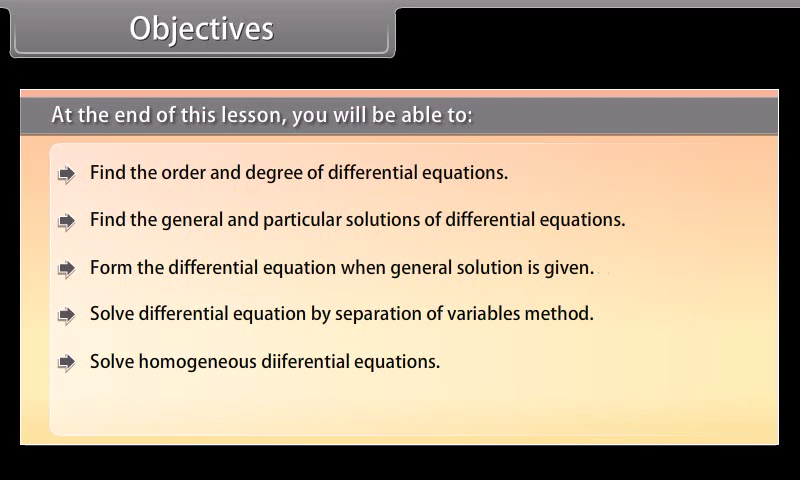 Objectives
At the end of this lesson, you will be able to:
Find the order and degree of differential equations.
Find the general and particular solutions of differential equations.
Form the differential equation when general solution is given.
Solve differential equation by separation of variables method.
Solve homogeneous diifferential equations.